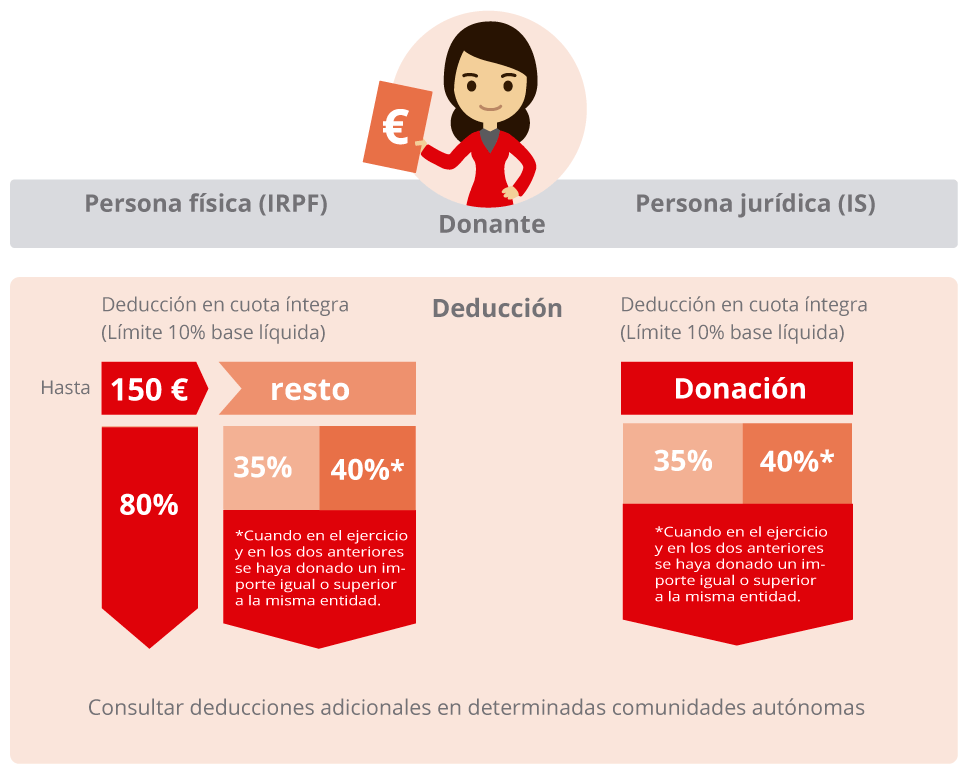 €
Persona física (IRPF)
Donante
Persona jurídica (IS)
Deducción en cuota íntegra
(Límite 10% base líquida)
Deducción
Deducción en cuota íntegra
(Límite 10% base líquida)
Hasta
150 €
resto
80%
35%
40%*
*Cuando en el ejercicio
y en los dos anteriores
se haya donado un im-
porte igual o superior
a la misma entidad.
Donación
35%
40%*
*Cuando en el ejercicio
y en los dos anteriores
se haya donado un im-
porte igual o superior
a la misma entidad.
Consultar deducciones adicionales en determinadas comunidades autónomas